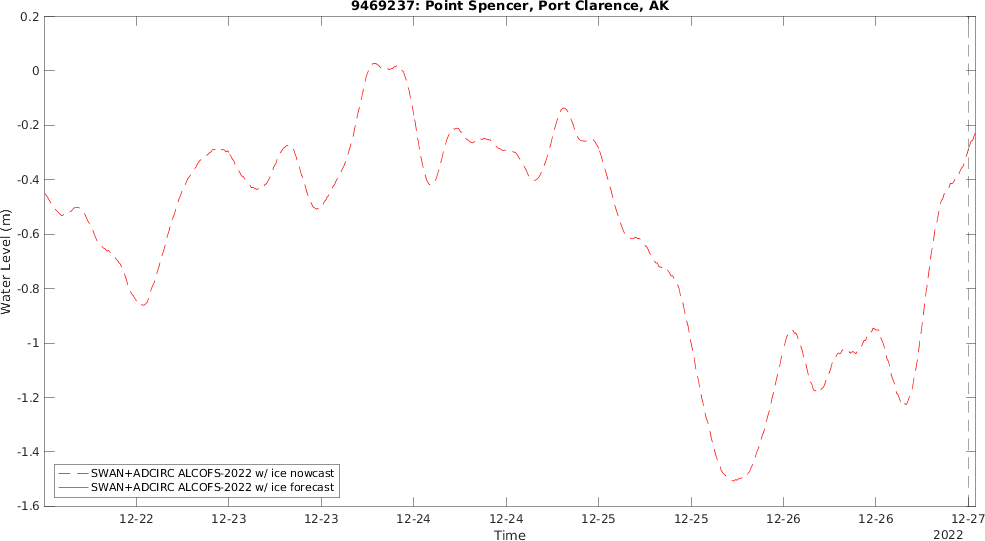 9469237: Point Spencer, Port Clarence, AK
0.2
0
-0.2
-0.4
-0.6
-0.8
-1
-1.2
-1.4
-1.6
Water Level (m)
SWAN+ADCIRC ALCOFS-2022 w/ ice nowcast
SWAN+ADCIRC ALCOFS-2022 w/ ice forecast
12-22 12-23 12-23 12-24 12-24 12-25 12-25 12-26 12-26 12-27
Time
2022